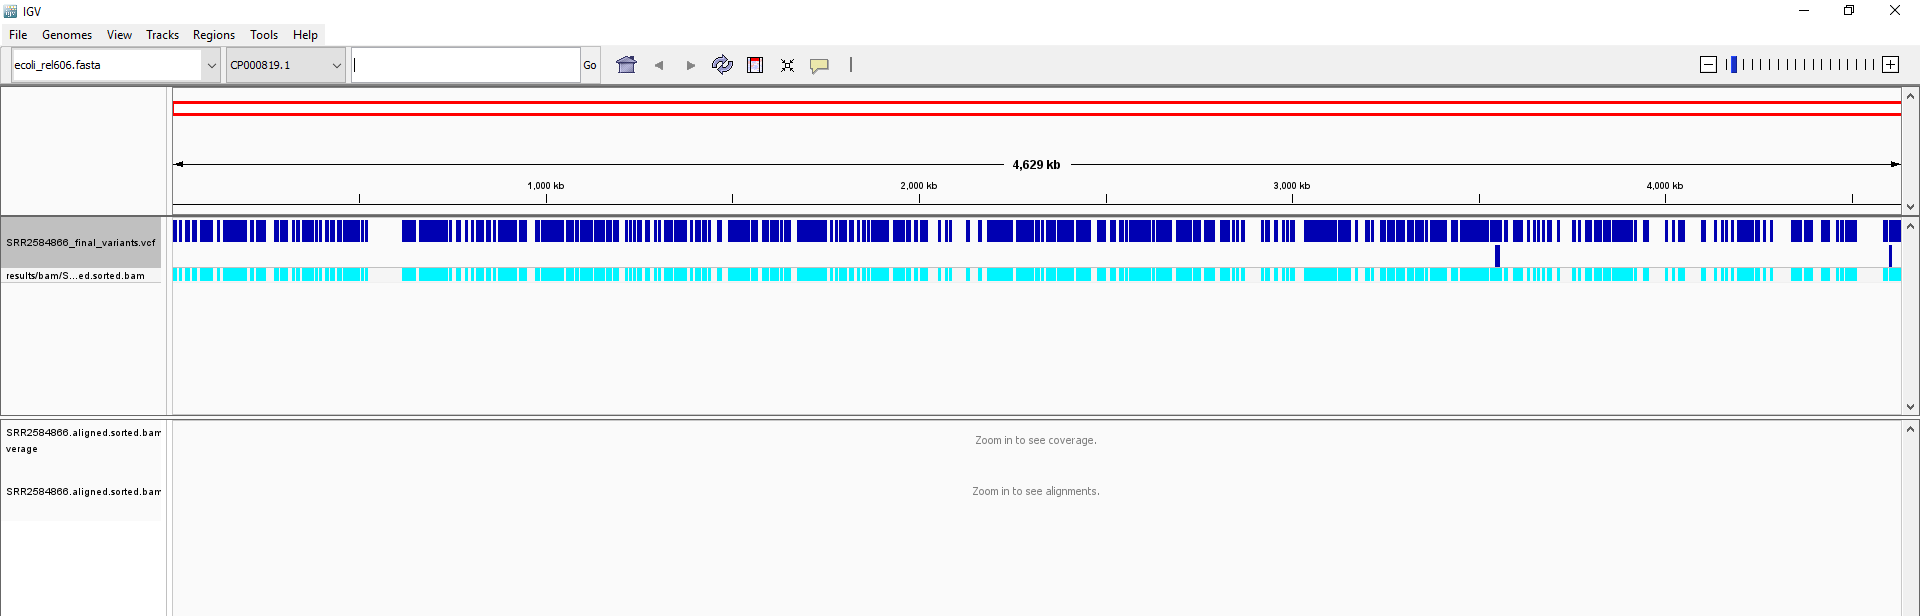 IGV
File Genomes View Tracks Regions Tools Help
ecoli_rel606.fasta CP000819.1 Go
4,629 kb
1,000 kb 2,000 kb 3,000 kb 4,000 kb
SRR2584866_final_variants.vcf
results/bam/S...ed.sorted.bam
SRR2584866.aligned.sorted.bam
verage
Zoom in to see coverage.
SRR2584866.aligned.sorted.bam
Zoom in to see alignments.